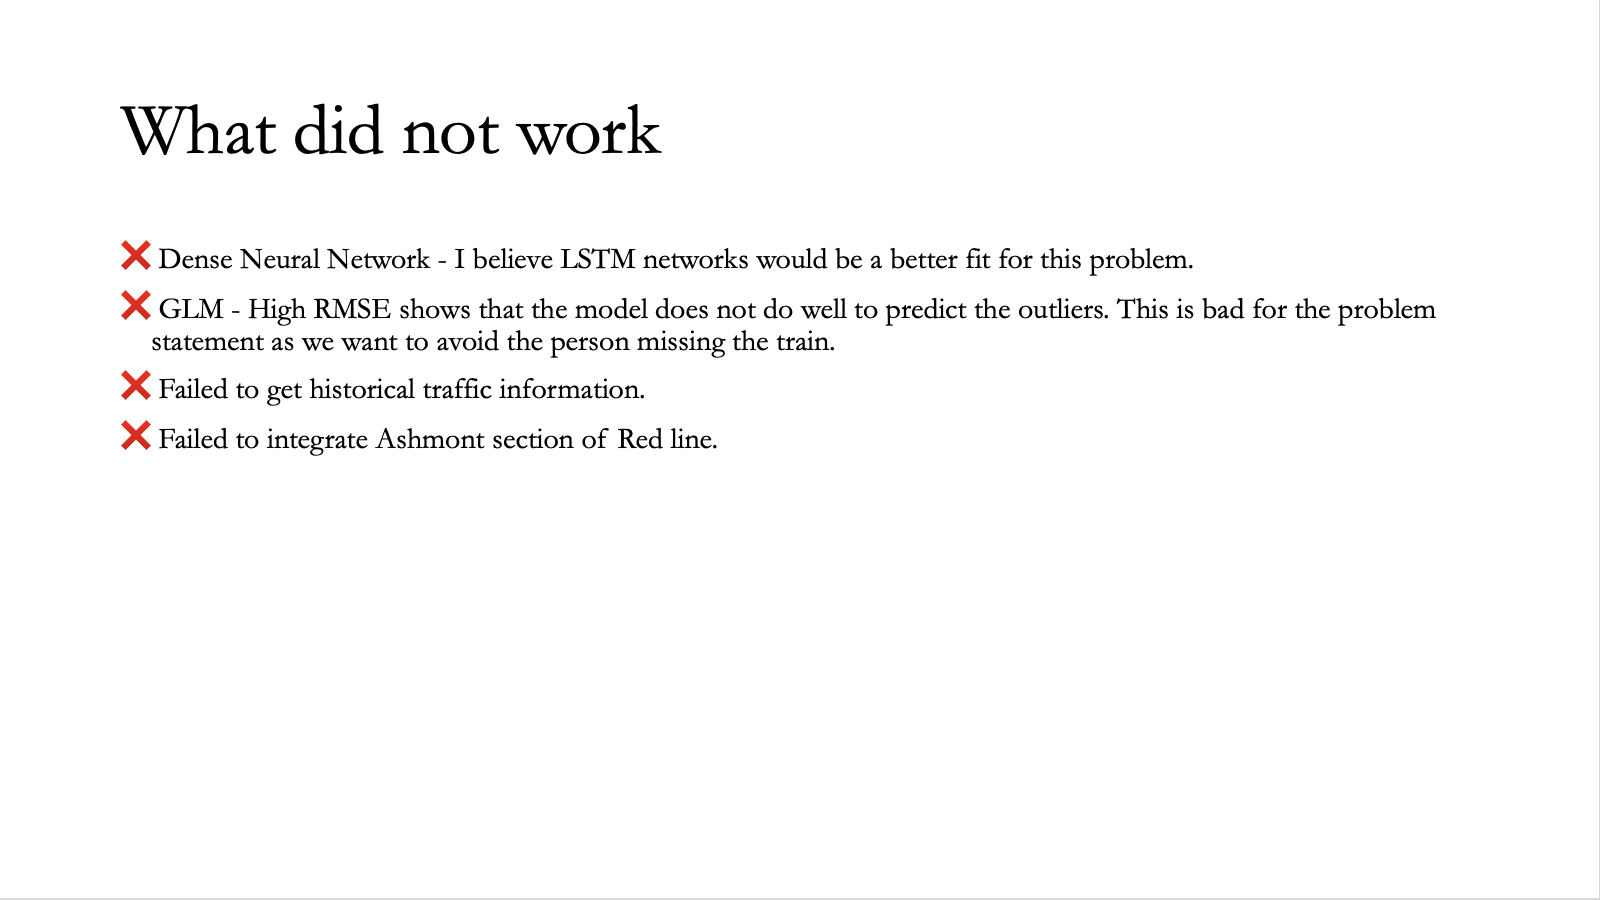 What did not work
❌ Dense Neural Network - I believe LSTM networks would be a better fit for this problem.
❌ GLM - High RMSE shows that the model does not do well to predict the outliers. This is bad for the problem
statement as we want to avoid the person missing the train.
❌ Failed to get historical traffic information.
❌ Failed to integrate Ashmont section of Red line.